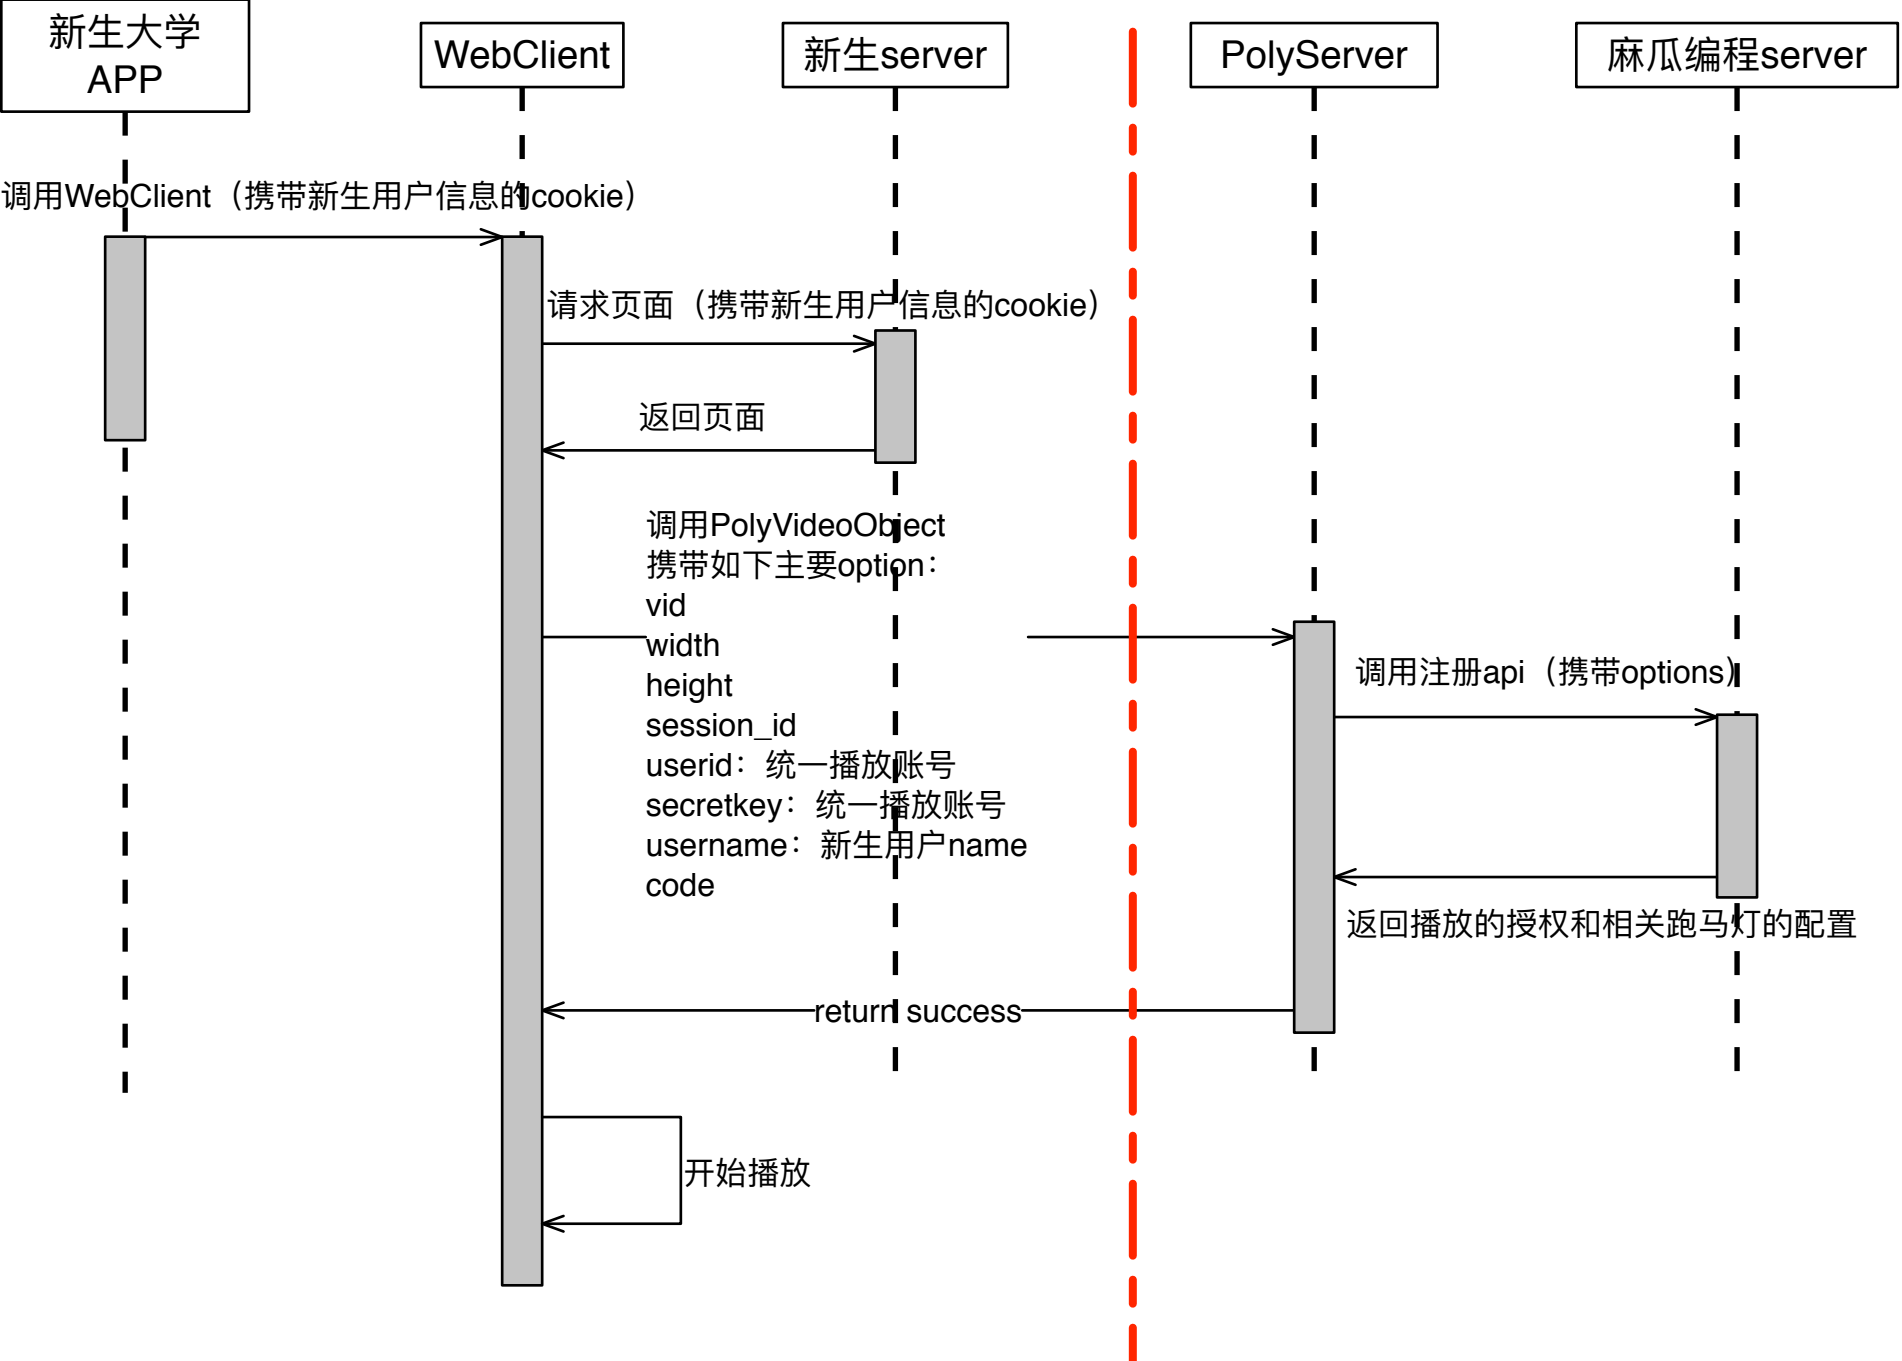 新生大学
APP
WebClient
新生server
PolyServer
麻瓜编程server
调用WebClient（携带新生用户信息的cookie）
请求页面（携带新生用户信息的cookie）
返回页面
调用PolyVideoObject
携带如下主要option：
vid
width
height
session_id
userid：统一播放账号
secretkey：统一播放账号
username：新生用户name
code
调用注册api（携带options）
返回播放的授权和相关跑马灯的配置
return success
开始播放